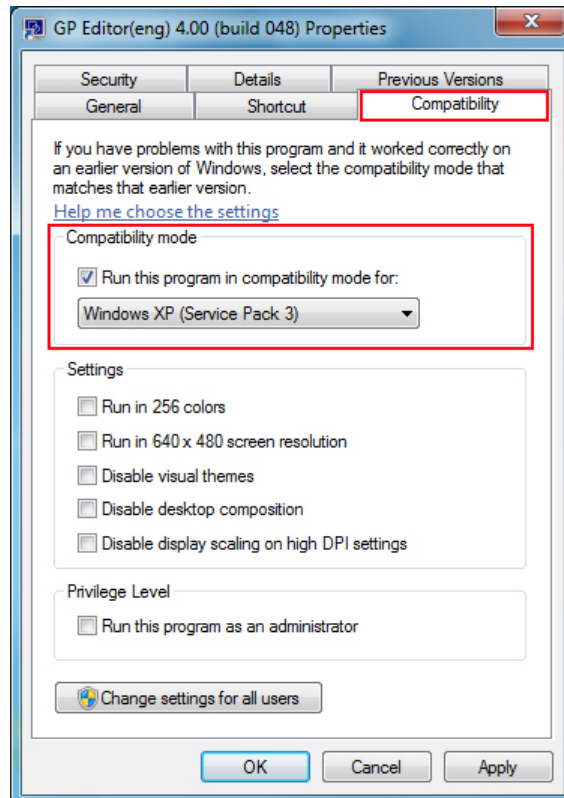 GP Editor(eng) 4.00 (build 048) Properties
Security Details Previous Versions
General Shortcut Compatibility
If you have problems with this program and it worked correctly on
an earlier version of Windows, select the compatibility mode that
matches that earlier version.
Help me choose the settings
Compatibility mode
Run this program in compatibility mode for:
Windows XP (Service Pack 3)
Settings
Run in 256 colors
Run in 640 x 480 screen resolution
Disable visual themes
Disable desktop composition
Disable display scaling on high DPI settings
Privilege Level
Run this program as an administrator
Change settings for all users
OK Cancel Apply